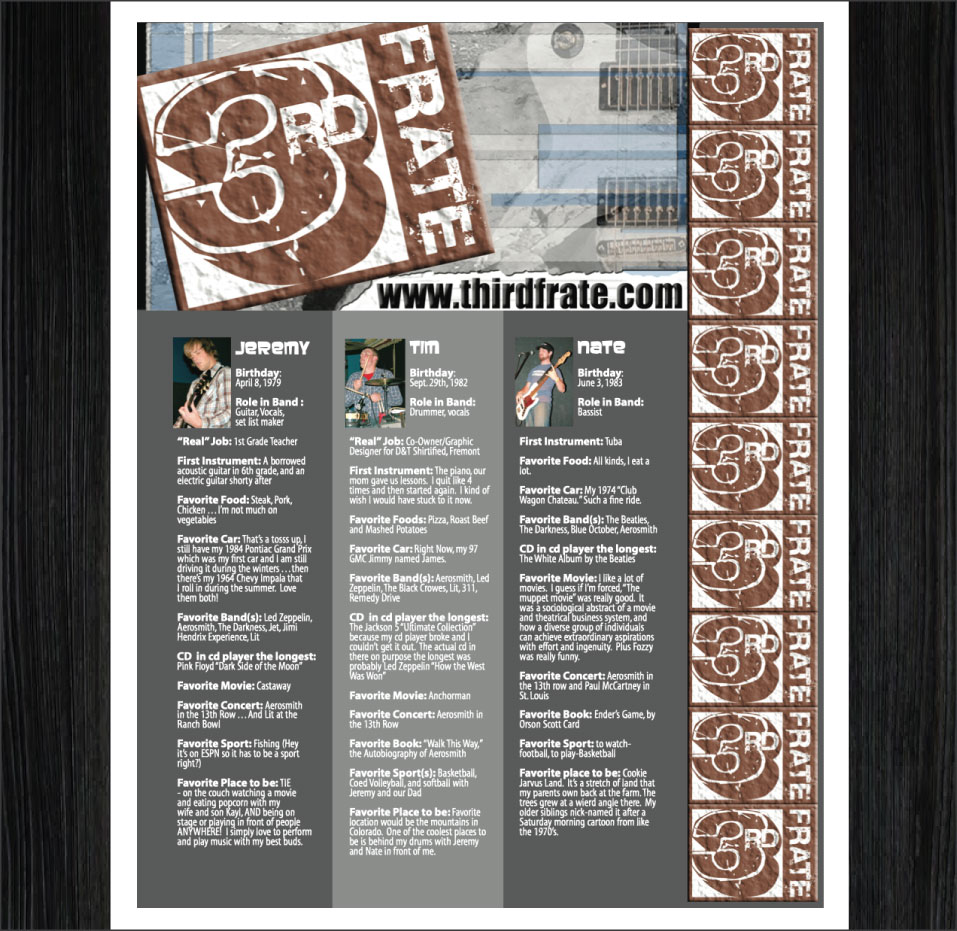 3RD
FRATE
www.thirdfrate.com
JEREMY
Birthday:
April 8, 1979
Role in Band :
Guitar, Vocals,
set list maker
“Real” Job: 1st Grade Teacher
First Instrument: A borrowed
acoustic guitar in 6th grade, and an
electric guitar shorty after
Favorite Food: Steak, Pork,
Chicken . . . I'm not much on
vegetables
Favorite Car: That's a tosss up, I
still have my 1984 Pontiac Grand Prix
which was my first car and I am still
driving it during the winters . . . then
there's my 1964 Chevy Impala that
I roll in during the summer. Love
them both!
Favorite Band(s): Led Zeppelin,
Aerosmith, The Darkness, Jet, Jimi
Hendrix Experience, Lit
CD in cd player the longest:
Pink Floyd “Dark Side of the Moon”
Favorite Movie: Castaway
Favorite Concert: Aerosmith
in the 13th Row . . . And Lit at the
Ranch Bowl
Favorite Sport: Fishing (Hey
it's on ESPN so it has to be a sport
right?)
Favorite Place to be: TIE
- on the couch watching a movie
and eating popcorn with my
wife and son Kayl, AND being on
stage or playing in front of people
ANYWHERE! I simply love to perform
and play music with my best buds.
TIM
Birthday:
Sept. 29th, 1982
Role in Band:
Drummer, vocals
“Real” Job: Co-Owner/Graphic
Designer for D&T Shirtified, Fremont
First Instrument: The piano, our
mom gave us lessons. I quit like 4
times and then started again. I kind of
wish I would have stuck to it now.
Favorite Foods: Pizza, Roast Beef
and Mashed Potatoes
Favorite Car: Right Now, my 97
GMC Jimmy named James.
Favorite Band(s): Aerosmith, Led
Zeppelin, The Black Crowes, Lit, 311,
Remedy Drive
CD in cd player the longest:
The Jackson 5 “Ultimate Collection”
because my cd player broke and I
couldn't get it out. The actual cd in
there on purpose the longest was
probably Led Zeppelin “How the West
Was Won”
Favorite Movie: Anchorman
Favorite Concert: Aerosmith in
the 13th Row
Favorite Book: “Walk This Way,”
the Autobiography of Aerosmith
Favorite Sport(s): Basketball,
Coed Volleyball, and softball with
Jeremy and our Dad
Favorite Place to be: Favorite
location would be the mountains in
Colorado. One of the coolest places to
be is behind my drums with Jeremy
and Nate in front of me.
NATE
Birthday:
June 3, 1983
Role in Band:
Bassist
First Instrument: Tuba
Favorite Food: All kinds, I eat a
lot.
Favorite Car: My 1974 “Club
Wagon Chateau.” Such a fine ride.
Favorite Band(s): The Beatles,
The Darkness, Blue October, Aerosmith
CD in cd player the longest:
The White Album by the Beatles
Favorite Movie: I like a lot of
movies. I guess if I'm forced, “The
muppet movie” was really good. It
was a sociological abstract of a movie
and theatrical business system, and
how a diverse group of individuals
can achieve extraordinary aspirations
with effort and ingenuity. Plus Fozzy
was really funny.
Favorite Concert: Aerosmith in
the 13th row and Paul McCartney in
St. Louis
Favorite Book: Ender's Game, by
Orson Scott Card
Favorite Sport: to watch-
football, to play-Basketball
Favorite place to be: Cookie
Jarvus Land. It's a stretch of land that
my parents own back at the farm. The
trees grew at a wierd angle there. My
older siblings nick-named it after a
Saturday morning cartoon from like
the 1970's.
3RD FRATE
3RD FRATE
3RD FRATE
3RD FRATE
3RD FRATE
3RD FRATE
3RD FRATE
3RD FRATE
3RD FRATE